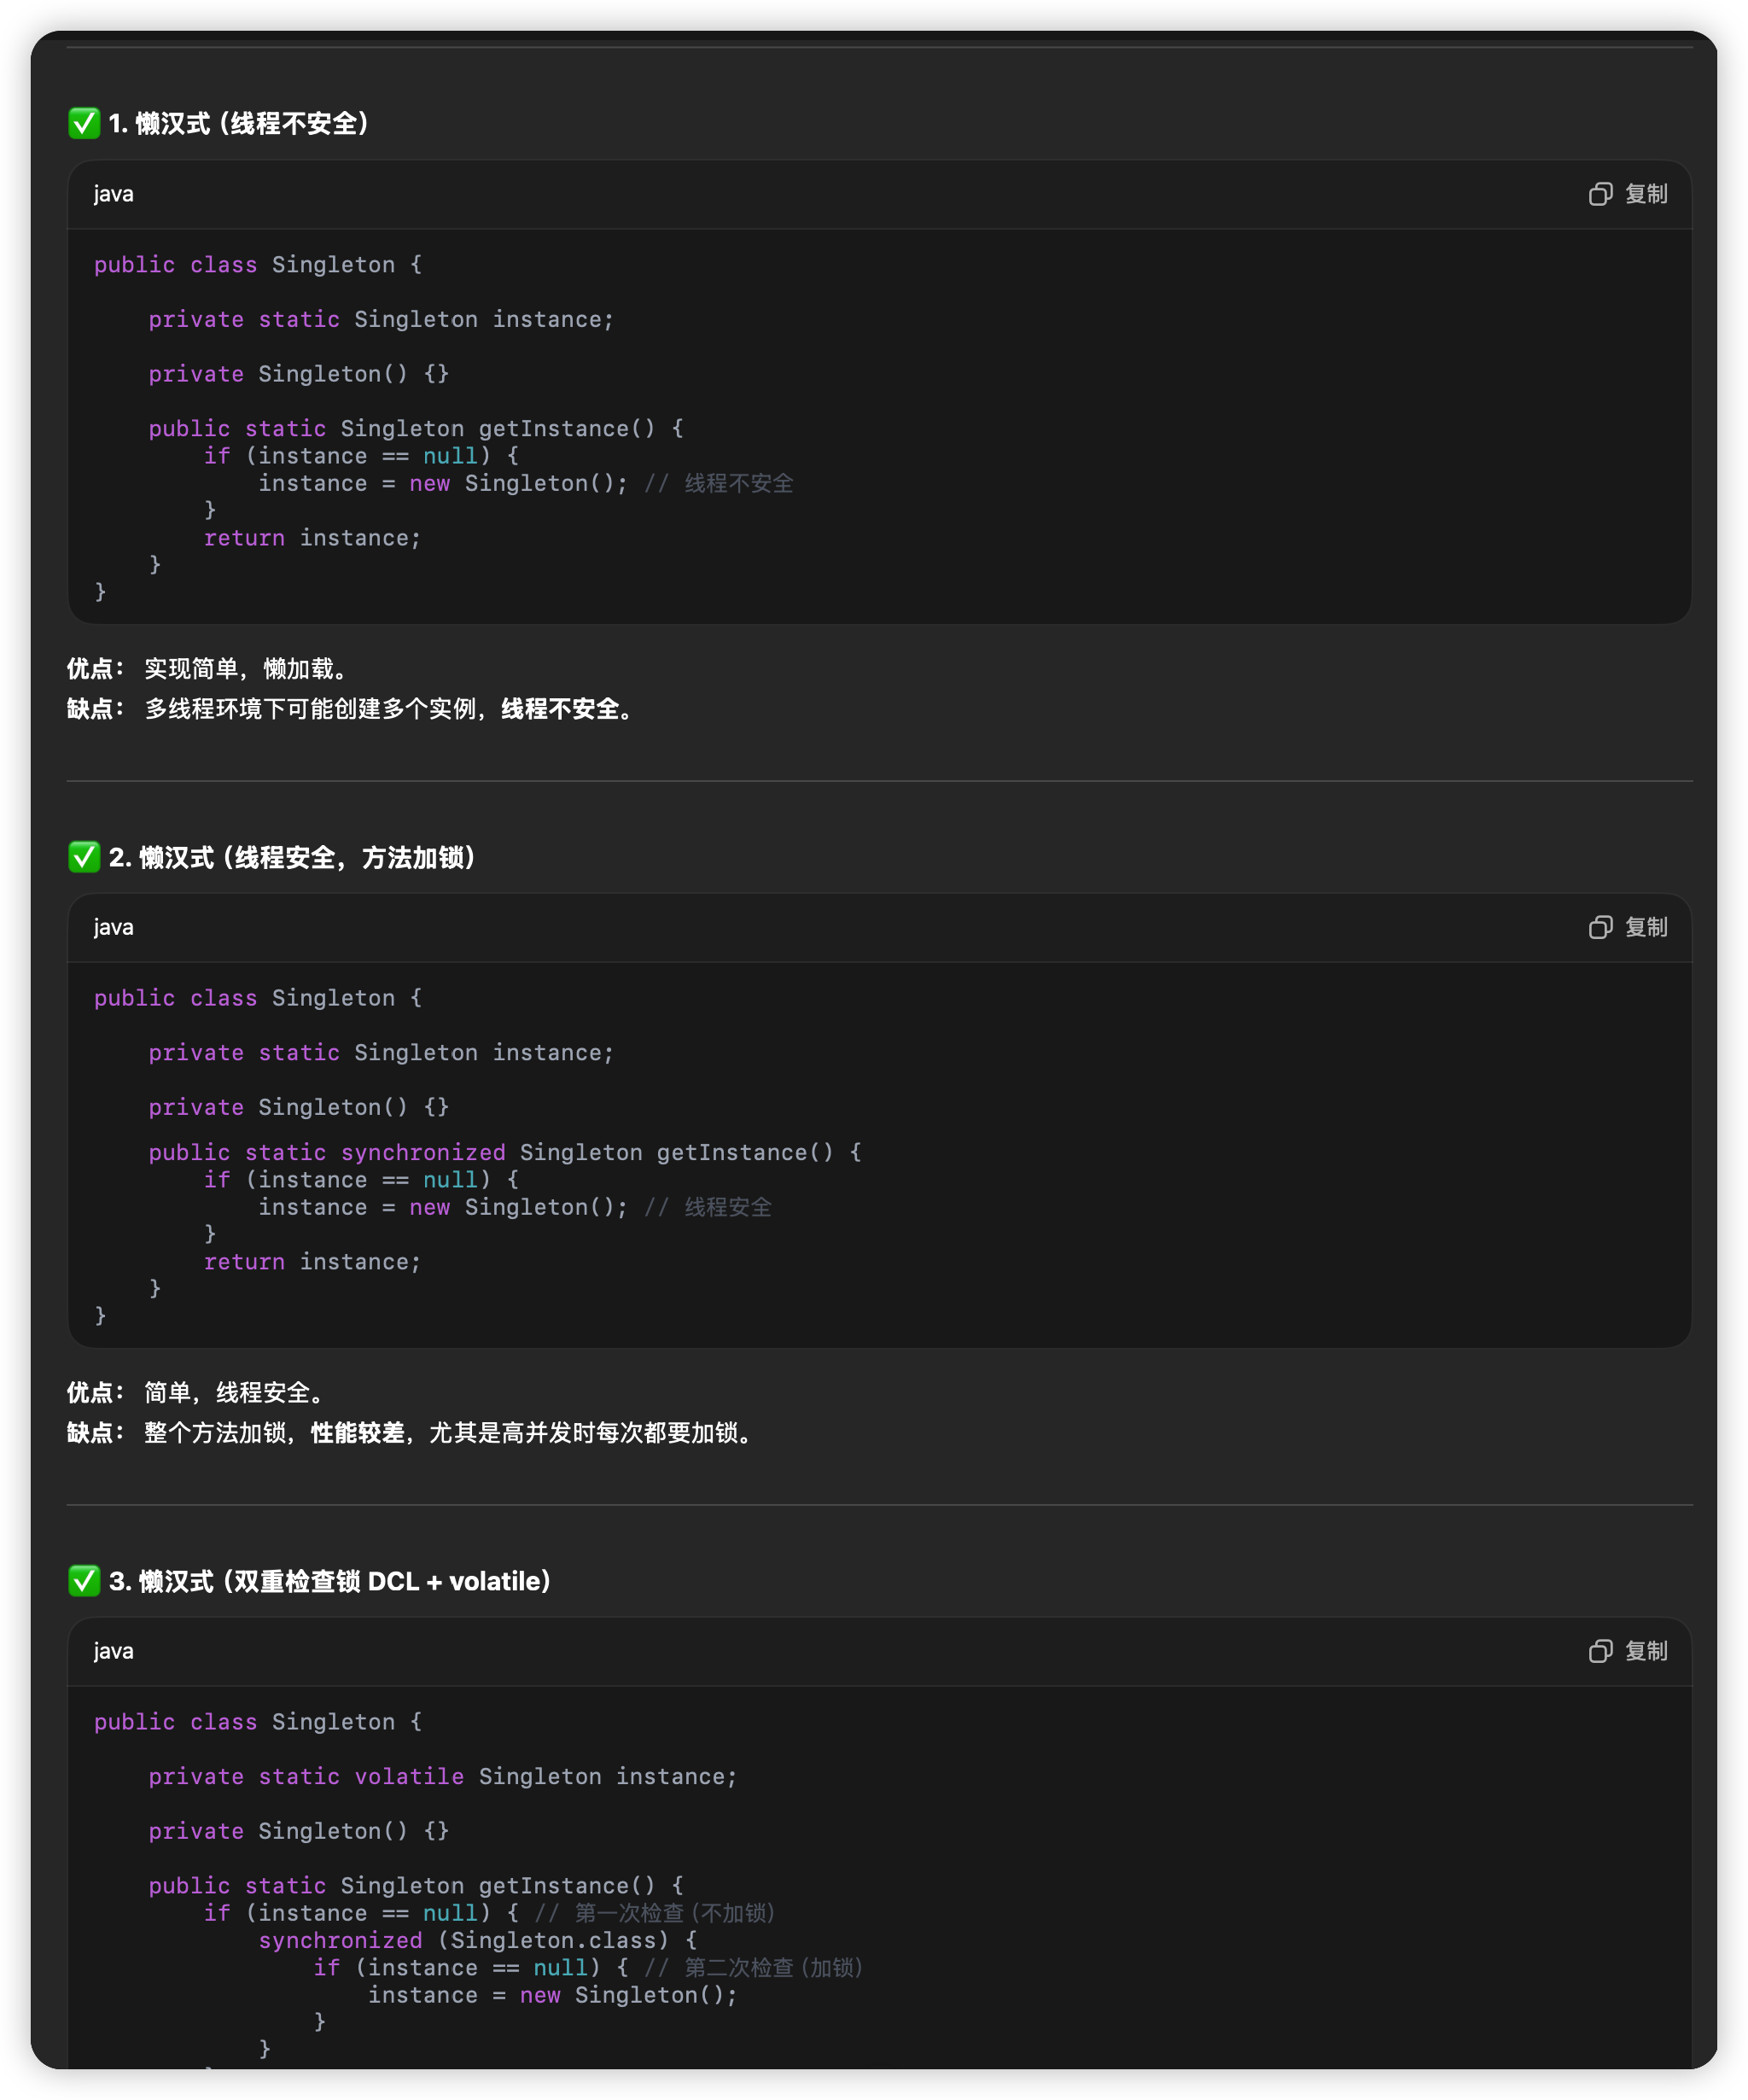 ✅ 1. 懒汉式（线程不安全）
java
复制
public class Singleton {
    private static Singleton instance;
    private Singleton() {}
    public static Singleton getInstance() {
        if (instance == null) {
            instance = new Singleton(); // 线程不安全
        }
        return instance;
    }
}
优点： 实现简单，懒加载。
缺点： 多线程环境下可能创建多个实例，线程不安全。
✅ 2. 懒汉式（线程安全，方法加锁）
java
复制
public class Singleton {
    private static Singleton instance;
    private Singleton() {}
    public static synchronized Singleton getInstance() {
        if (instance == null) {
            instance = new Singleton(); // 线程安全
        }
        return instance;
    }
}
优点： 简单，线程安全。
缺点： 整个方法加锁，性能较差，尤其是高并发时每次都要加锁。
✅ 3. 懒汉式（双重检查锁 DCL + volatile）
java
复制
public class Singleton {
    private static volatile Singleton instance;
    private Singleton() {}
    public static Singleton getInstance() {
        if (instance == null) { // 第一次检查（不加锁）
            synchronized (Singleton.class) {
                if (instance == null) { // 第二次检查（加锁）
                    instance = new Singleton();
                }
            }